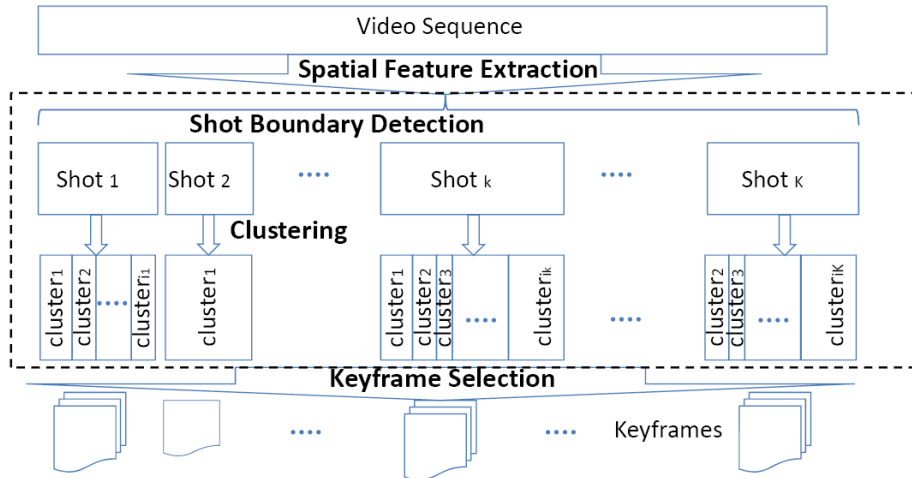 Video Sequence
Spatial Feature Extraction
Shot Boundary Detection
Shot 1
Shot 2
....
Shot k
....
Shot K
Clustering
cluster1
cluster2
....
clusteri1
cluster1
cluster1
cluster2
cluster3
....
clusterik
....
cluster2
cluster3
....
clusteriK
Keyframe Selection
....
....
Keyframes